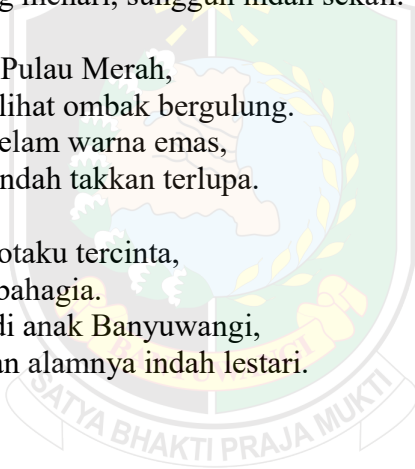 menari, sungguh indah sekali.
Pulau Merah,
lihat ombak bergulung.
elam warna emas,
ndah takkan terlupa.
otaku tercinta,
bahagia.
di anak Banyuwangi,
an alamnya indah lestari.
BANYUWANGI
SATYA BHAKTI PRAJA MUKTI